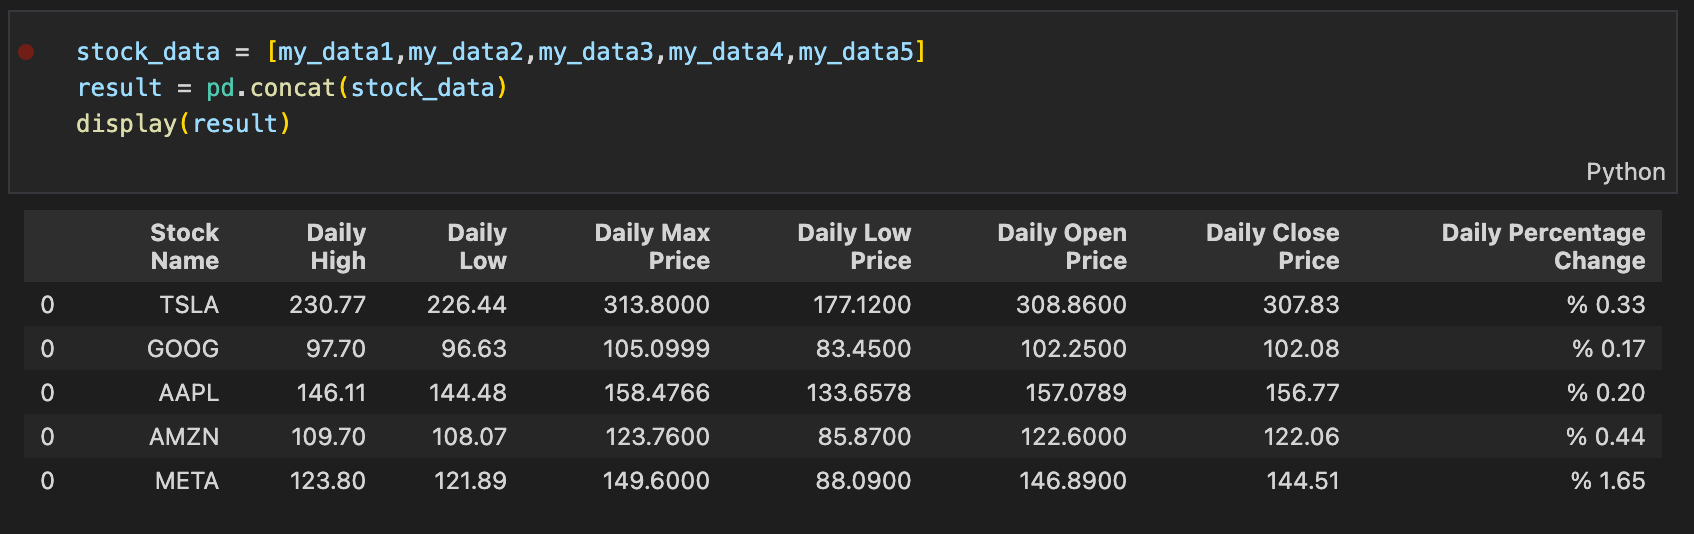 stock_data = [my_data1,my_data2,my_data3,my_data4,my_data5]
result = pd.concat(stock_data)
display(result)
Python
Stock Name Daily High Daily Low Daily Max Price Daily Low Price Daily Open Price Daily Close Price Daily Percentage Change
0 TSLA 230.77 226.44 313.8000 177.1200 308.8600 307.83 % 0.33
0 GOOG 97.70 96.63 105.0999 83.4500 102.2500 102.08 % 0.17
0 AAPL 146.11 144.48 158.4766 133.6578 157.0789 156.77 % 0.20
0 AMZN 109.70 108.07 123.7600 85.8700 122.6000 122.06 % 0.44
0 META 123.80 121.89 149.6000 88.0900 146.8900 144.51 % 1.65